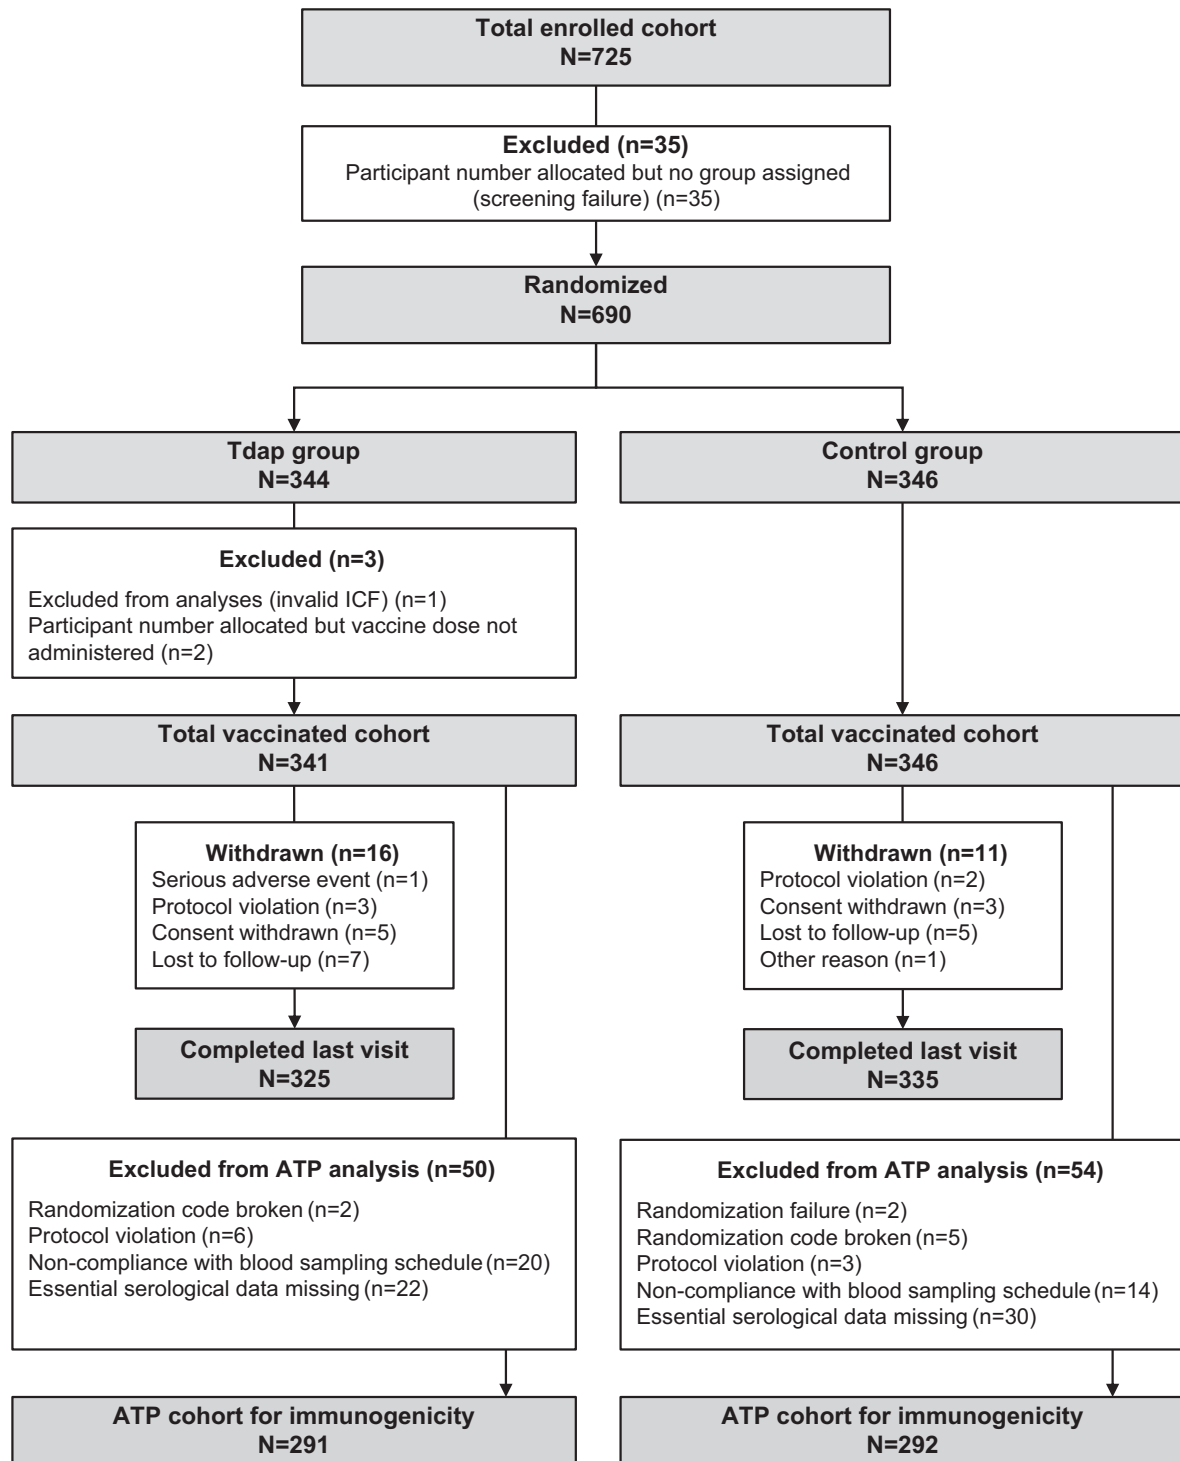 Total enrolled cohort
N=725
Excluded (n=35)
Participant number allocated but no group assigned
(screening failure) (n=35)
Randomized
N=690
Tdap group
N=344
Control group
N=346
Excluded (n=3)
Excluded from analyses (invalid ICF) (n=1)
Participant number allocated but vaccine dose not
administered (n=2)
Total vaccinated cohort
N=341
Total vaccinated cohort
N=346
Withdrawn (n=16)
Serious adverse event (n=1)
Protocol violation (n=3)
Consent withdrawn (n=5)
Lost to follow-up (n=7)
Withdrawn (n=11)
Protocol violation (n=2)
Consent withdrawn (n=3)
Lost to follow-up (n=5)
Other reason (n=1)
Completed last visit
N=325
Completed last visit
N=335
Excluded from ATP analysis (n=50)
Randomization code broken (n=2)
Protocol violation (n=6)
Non-compliance with blood sampling schedule (n=20)
Essential serological data missing (n=22)
Excluded from ATP analysis (n=54)
Randomization failure (n=2)
Randomization code broken (n=5)
Protocol violation (n=3)
Non-compliance with blood sampling schedule (n=14)
Essential serological data missing (n=30)
ATP cohort for immunogenicity
N=291
ATP cohort for immunogenicity
N=292